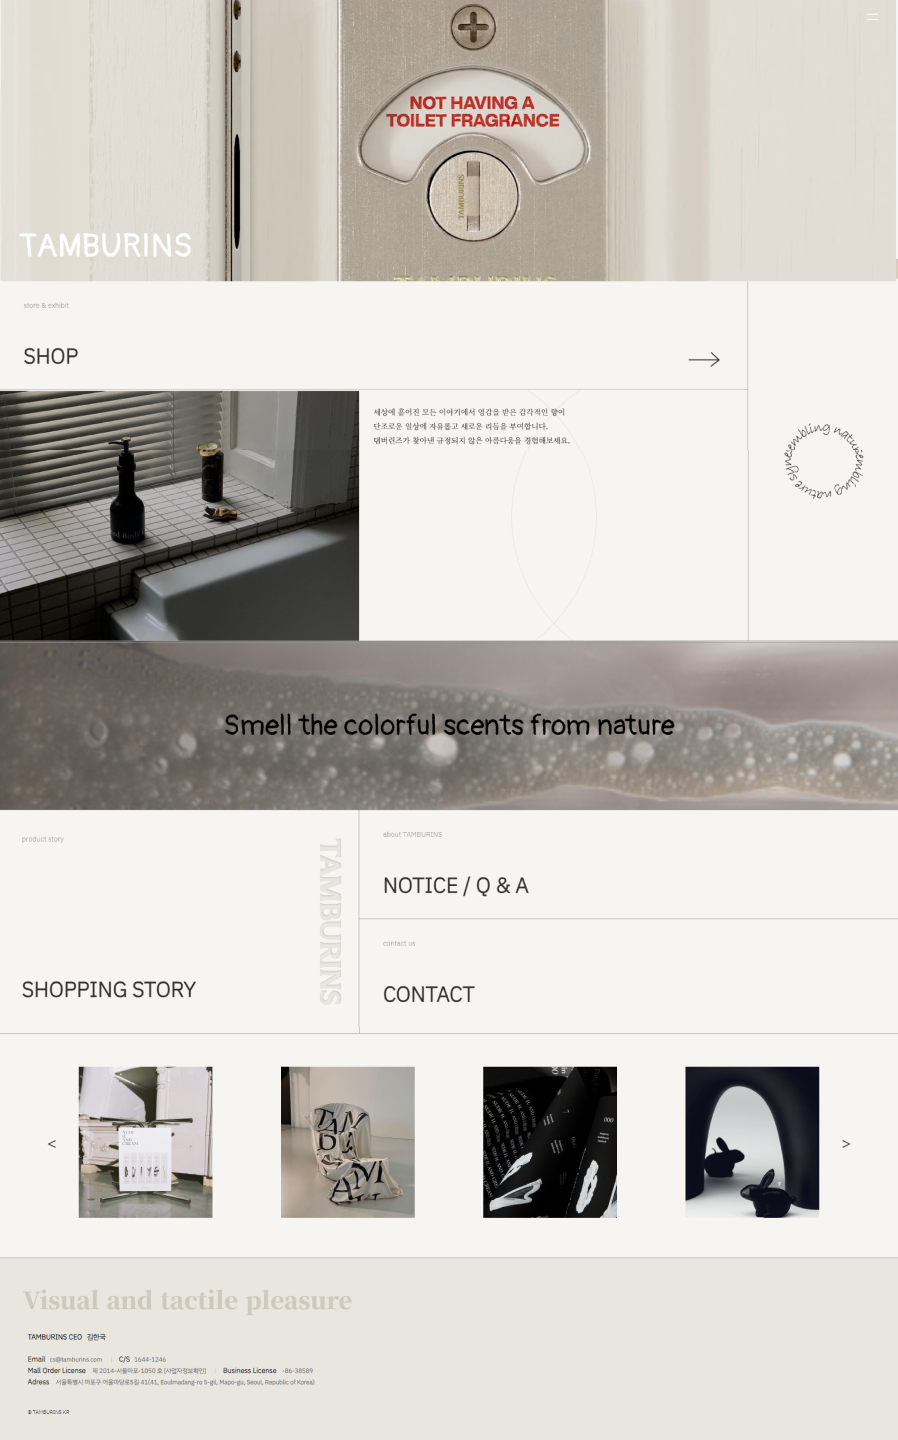 NOT HAVING A
TOILET FRAGRANCE
TAMBURINS
TAMBURINS
store & exhibit
SHOP
세상에 흩어진 모든 이야기에서 영감을 받은 감각적인 향이
단조로운 일상에 자유롭고 새로운 리듬을 부여합니다.
탬버린즈가 찾아낸 규정되지 않은 아름다움을 경험해보세요.
Smell the colorful scents from nature
product story
TAMBURINS
SHOPPING STORY
about TAMBURINS
NOTICE / Q & A
contact us
CONTACT
<
>
000
Visual and tactile pleasure
TAMBURINS CEO 김한국
Email cs@tamburins.com | C/S 1644-1246
Mall Order License 제 2014-서울마포-1050 호 [사업자정보확인] | Business License -86-38589
Adress 서울특별시 마포구 어울마당로5길 41(41, Eoulmadang-ro 5-gil, Mapo-gu, Seoul, Republic of Korea)
© TAMBURINS KR